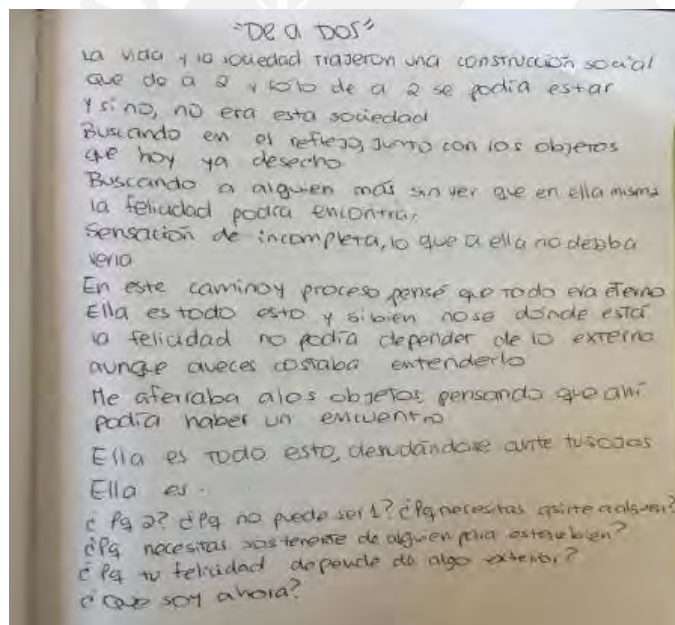 "De a Dos"
La vida y la sociedad trajeron una construcción social
que de a 2 y solo de a 2 se podía estar
Y si no, no era esta sociedad
Buscando en el reflejo, junto con los objetos
que hoy ya desecho
Buscando a alguien más sin ver que en ella misma
la felicidad podía encontrar,
Sensación de incompleta, lo que a ella no dejaba
verla
En este camino y proceso pensé que todo era eterno
Ella es todo esto y si bien no se dónde está
la felicidad no podía depender de lo externo
aunque aveces costaba entenderlo
Me aferraba a los objetos pensando que ahí
podía haber un encuentro
Ella es todo esto, desnudándose ante tus ojos
Ella es.
¿Pq 2? ¿Pq no puede ser 1? ¿Pq necesitas asirte a alguien?
¿Pq necesitas sostenerte de alguien para estar bien?
¿Pq tu felicidad depende de algo exterior?
¿Que soy ahora?